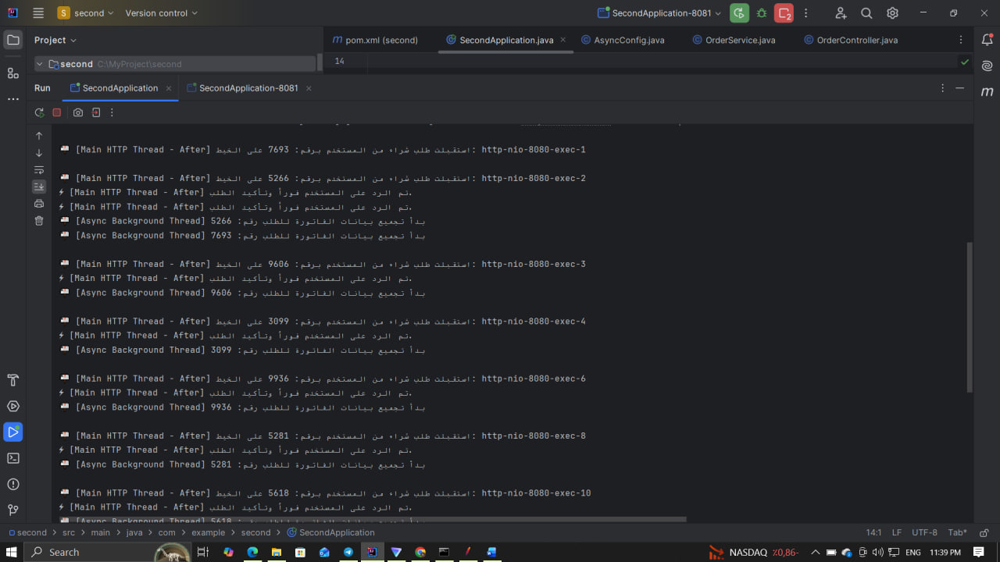 second
Version control
SecondApplication-8081
2
Project
pom.xml (second)
SecondApplication.java
AsyncConfig.java
OrderService.java
OrderController.java
second C:\MyProject\second
14
Run
SecondApplication
SecondApplication-8081
[Main HTTP Thread - After] استقبلت طلب شراء من المستخدم برقم: 7693 على الخيط: http-nio-8080-exec-1
[Main HTTP Thread - After] استقبلت طلب شراء من المستخدم برقم: 5266 على الخيط: http-nio-8080-exec-2
[Main HTTP Thread - After] تم الرد على المستخدم فوراً وتأكيد الطلب.
[Main HTTP Thread - After] تم الرد على المستخدم فوراً وتأكيد الطلب.
[Async Background Thread] بدأ تجميع بيانات الفاتورة للطلب رقم: 5266
[Async Background Thread] بدأ تجميع بيانات الفاتورة للطلب رقم: 7693
[Main HTTP Thread - After] استقبلت طلب شراء من المستخدم برقم: 9606 على الخيط: http-nio-8080-exec-3
[Main HTTP Thread - After] تم الرد على المستخدم فوراً وتأكيد الطلب.
[Async Background Thread] بدأ تجميع بيانات الفاتورة للطلب رقم: 9606
[Main HTTP Thread - After] استقبلت طلب شراء من المستخدم برقم: 3099 على الخيط: http-nio-8080-exec-4
[Main HTTP Thread - After] تم الرد على المستخدم فوراً وتأكيد الطلب.
[Async Background Thread] بدأ تجميع بيانات الفاتورة للطلب رقم: 3099
[Main HTTP Thread - After] استقبلت طلب شراء من المستخدم برقم: 9936 على الخيط: http-nio-8080-exec-6
[Main HTTP Thread - After] تم الرد على المستخدم فوراً وتأكيد الطلب.
[Async Background Thread] بدأ تجميع بيانات الفاتورة للطلب رقم: 9936
[Main HTTP Thread - After] استقبلت طلب شراء من المستخدم برقم: 5281 على الخيط: http-nio-8080-exec-8
[Main HTTP Thread - After] تم الرد على المستخدم فوراً وتأكيد الطلب.
[Async Background Thread] بدأ تجميع بيانات الفاتورة للطلب رقم: 5281
[Main HTTP Thread - After] استقبلت طلب شراء من المستخدم برقم: 5618 على الخيط: http-nio-8080-exec-10
[Main HTTP Thread - After] تم الرد على المستخدم فوراً وتأكيد الطلب.
[Async Background Thread] 5618
second > src > main > java > com > example > second > SecondApplication
14:1 LF UTF-8 Tab*
Search
NASDAQ ٪0,86-
ENG
11:39 PM